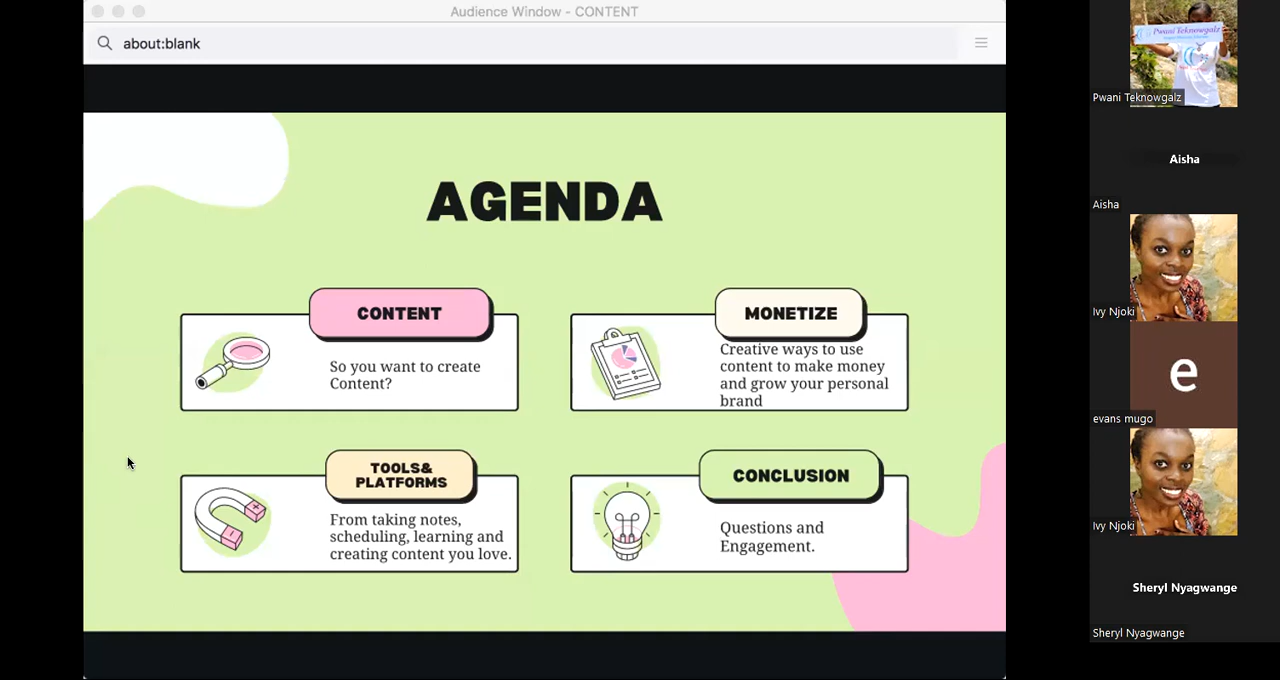 Audience Window - CONTENT
about:blank
AGENDA
CONTENT
So you want to create
Content?
MONETIZE
Creative ways to use
content to make money
and grow your personal
brand
TOOLS&
PLATFORMS
From taking notes,
scheduling, learning and
creating content you love.
CONCLUSION
Questions and
Engagement.
Pwani Teknowgalz
Pwani Teknowgalz
Aisha
Aisha
Ivy Njoki
e
evans mugo
Ivy Njoki
Sheryl Nyagwange
Sheryl Nyagwange